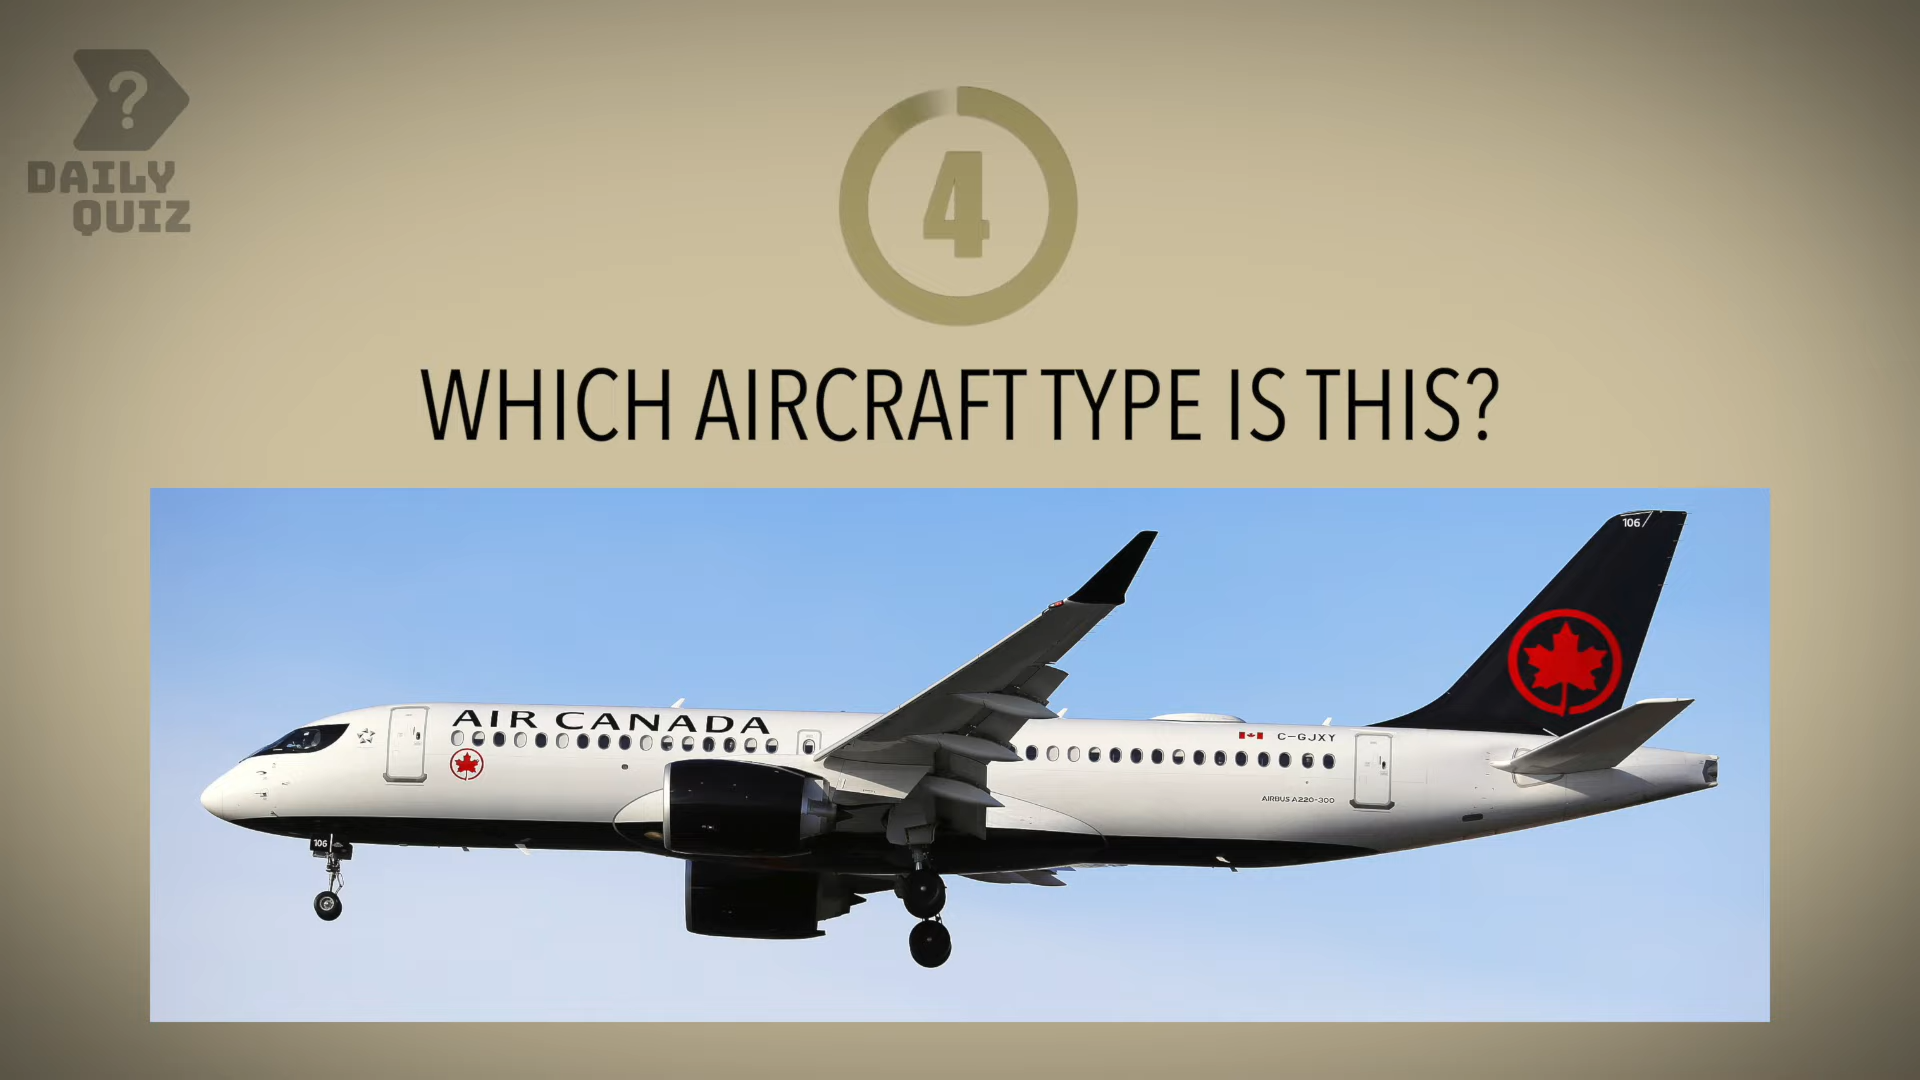 ?
DAILY
QUIZ
4
WHICH AIRCRAFT TYPE IS THIS?
106
AIR CANADA
C-GJXY
AIRBUS A220-300
106